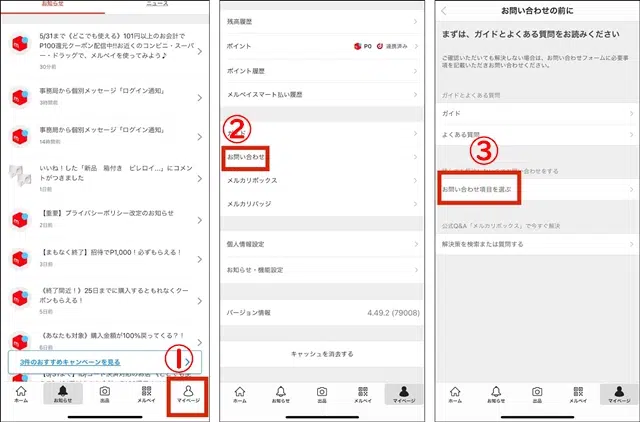 お知らせ
ニュース
5/31まで《どこでも使える》101円以上のお会計で
P100還元クーポン配信中!!お近くのコンビニ・スーパ
ー・ドラッグで、メルペイを使ってみよう♪
30分前
事務局から個別メッセージ「ログイン通知」
3時間前
事務局から個別メッセージ「ログイン通知」
14時間前
いいね!した「新品 箱付き ビレロイ...」にコメン
トがつきました
1日前
【重要】プライバシーポリシー改定のお知らせ
2日前
【まもなく終了】招待でP1,000！必ずもらえる！
3日前
《終了間近！》25日までに購入するともれなくクー
ポンもらえる！
5日前
《あなたも対象》購入金額が100%戻ってくる？！
6日前
3件のおすすめキャンペーンを見る
①
ホーム
お知らせ
出品
メルペイ
マイページ
残高履歴
ポイント
P0
連携済み
ポイント履歴
メルペイスマート払い履歴
②
ガイド
お問い合わせ
メルカリボックス
メルカリバッジ
個人情報設定
お知らせ・機能設定
バージョン情報
4.49.2 (79008)
キャッシュを消去する
ホーム
お知らせ
出品
メルペイ
マイページ
お問い合わせの前に
まずは、ガイドとよくある質問をお読みください
ご確認いただいても解決しない場合は、お問い合わせフォームに必要事
項を記載いただきお問い合わせください。
ガイドとよくある質問
ガイド
よくある質問
③
お問い合わせ項目を選ぶ
公式Q&A「メルカリボックス」で今すぐ解決
解決策を検索または質問する
ホーム
お知らせ
出品
メルペイ
マイページ